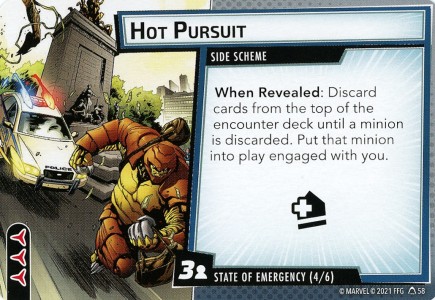 Hot Pursuit
SIDE SCHEME
When Revealed: Discard
cards from the top of the
encounter deck until a minion
is discarded. Put that minion
into play engaged with you.
POLICE
3
STATE OF EMERGENCY (4/6)
© MARVEL © 2021 FFG 58